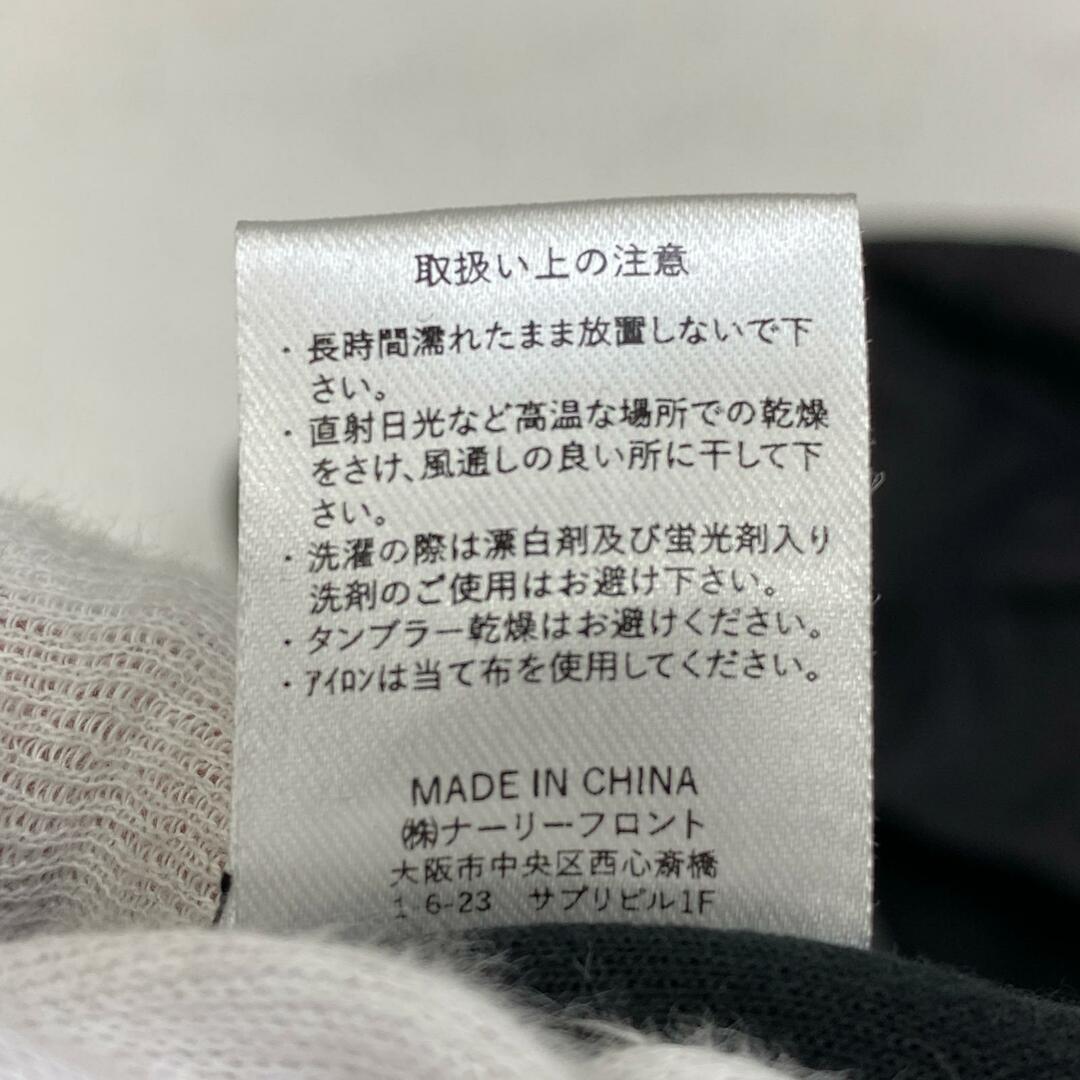 取扱い上の注意
・長時間濡れたまま放置しないで下
さい。
・直射日光など高温な場所での乾燥
をさけ、風通しの良い所に干して下
さい。
・洗濯の際は漂白剤及び蛍光剤入り
洗剤のご使用はお避け下さい。
・タンブラー乾燥はお避けください。
・アイロンは当て布を使用してください。
MADE IN CHINA
㈱ナーリー・フロント
大阪市中央区西心斎橋
1 6-23 サプリビル1F